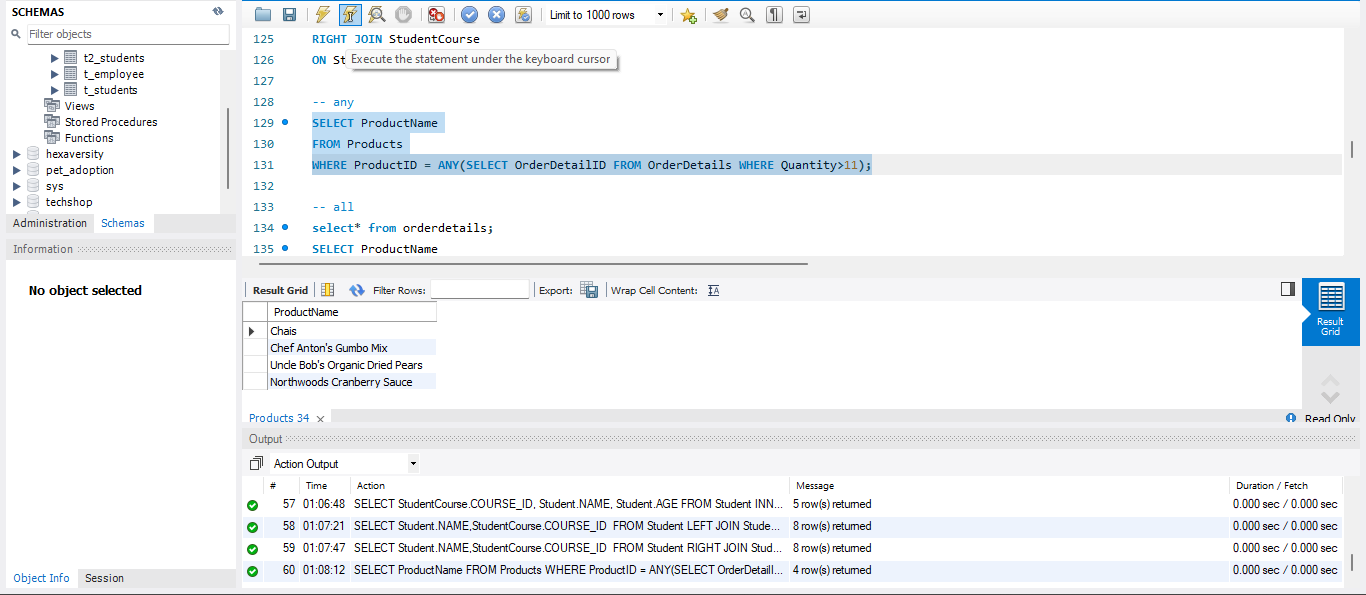 SCHEMAS
Filter objects
t2_students
t_employee
t_students
Views
Stored Procedures
Functions
hexaversity
pet_adoption
sys
techshop
Administration Schemas
Information
No object selected
Object Info Session
Limit to 1000 rows
125 RIGHT JOIN StudentCourse
126 ON St
Execute the statement under the keyboard cursor
127
128 -- any
129 SELECT ProductName
130 FROM Products
131 WHERE ProductID = ANY(SELECT OrderDetailID FROM OrderDetails WHERE Quantity>11);
132
133 -- all
134 select* from orderdetails;
135 SELECT ProductName
Result Grid Filter Rows: Export: Wrap Cell Content:
ProductName
Chais
Chef Anton's Gumbo Mix
Uncle Bob's Organic Dried Pears
Northwoods Cranberry Sauce
Result
Grid
Products 34
Read Only
Output
Action Output
# Time Action Message Duration / Fetch
57 01:06:48 SELECT StudentCourse.COURSE_ID, Student.NAME, Student.AGE FROM Student INN... 5 row(s) returned 0.000 sec / 0.000 sec
58 01:07:21 SELECT Student.NAME,StudentCourse.COURSE_ID FROM Student LEFT JOIN Stude... 8 row(s) returned 0.000 sec / 0.000 sec
59 01:07:47 SELECT Student.NAME,StudentCourse.COURSE_ID FROM Student RIGHT JOIN Stud... 8 row(s) returned 0.000 sec / 0.000 sec
60 01:08:12 SELECT ProductName FROM Products WHERE ProductID = ANY(SELECT OrderDetailI... 4 row(s) returned 0.000 sec / 0.000 sec